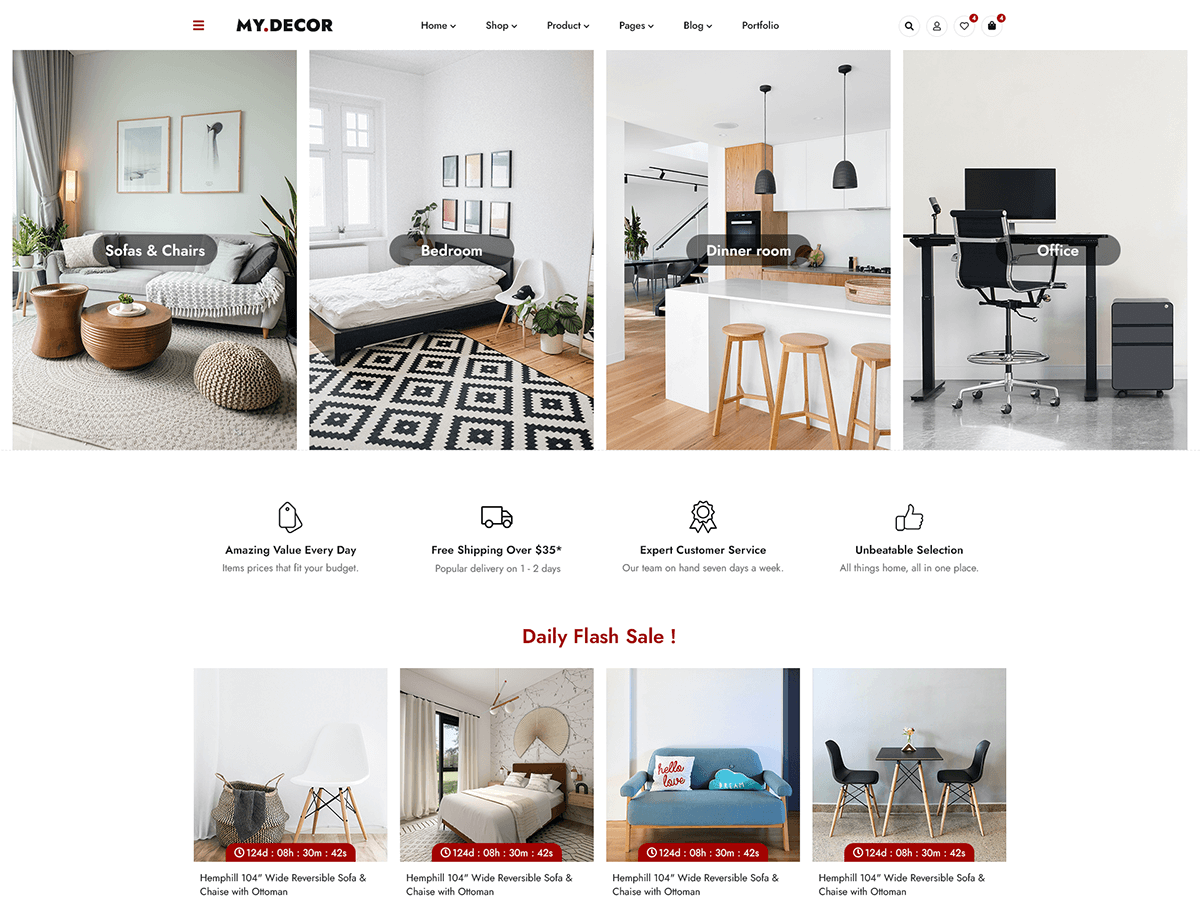 MY.DECOR
Home
Shop
Product
Pages
Blog
Portfolio
4
4
Sofas & Chairs
Bedroom
Dinner room
Office
Amazing Value Every Day
Items prices that fit your budget.
Free Shipping Over $35*
Popular delivery on 1 - 2 days
Expert Customer Service
Our team on hand seven days a week.
Unbeatable Selection
All things home, all in one place.
Daily Flash Sale !
124d : 08h : 30m : 42s
Hemphill 104" Wide Reversible Sofa &
Chaise with Ottoman
124d : 08h : 30m : 42s
Hemphill 104" Wide Reversible Sofa &
Chaise with Ottoman
hello
love
DREAM
124d : 08h : 30m : 42s
Hemphill 104" Wide Reversible Sofa &
Chaise with Ottoman
124d : 08h : 30m : 42s
Hemphill 104" Wide Reversible Sofa &
Chaise with Ottoman